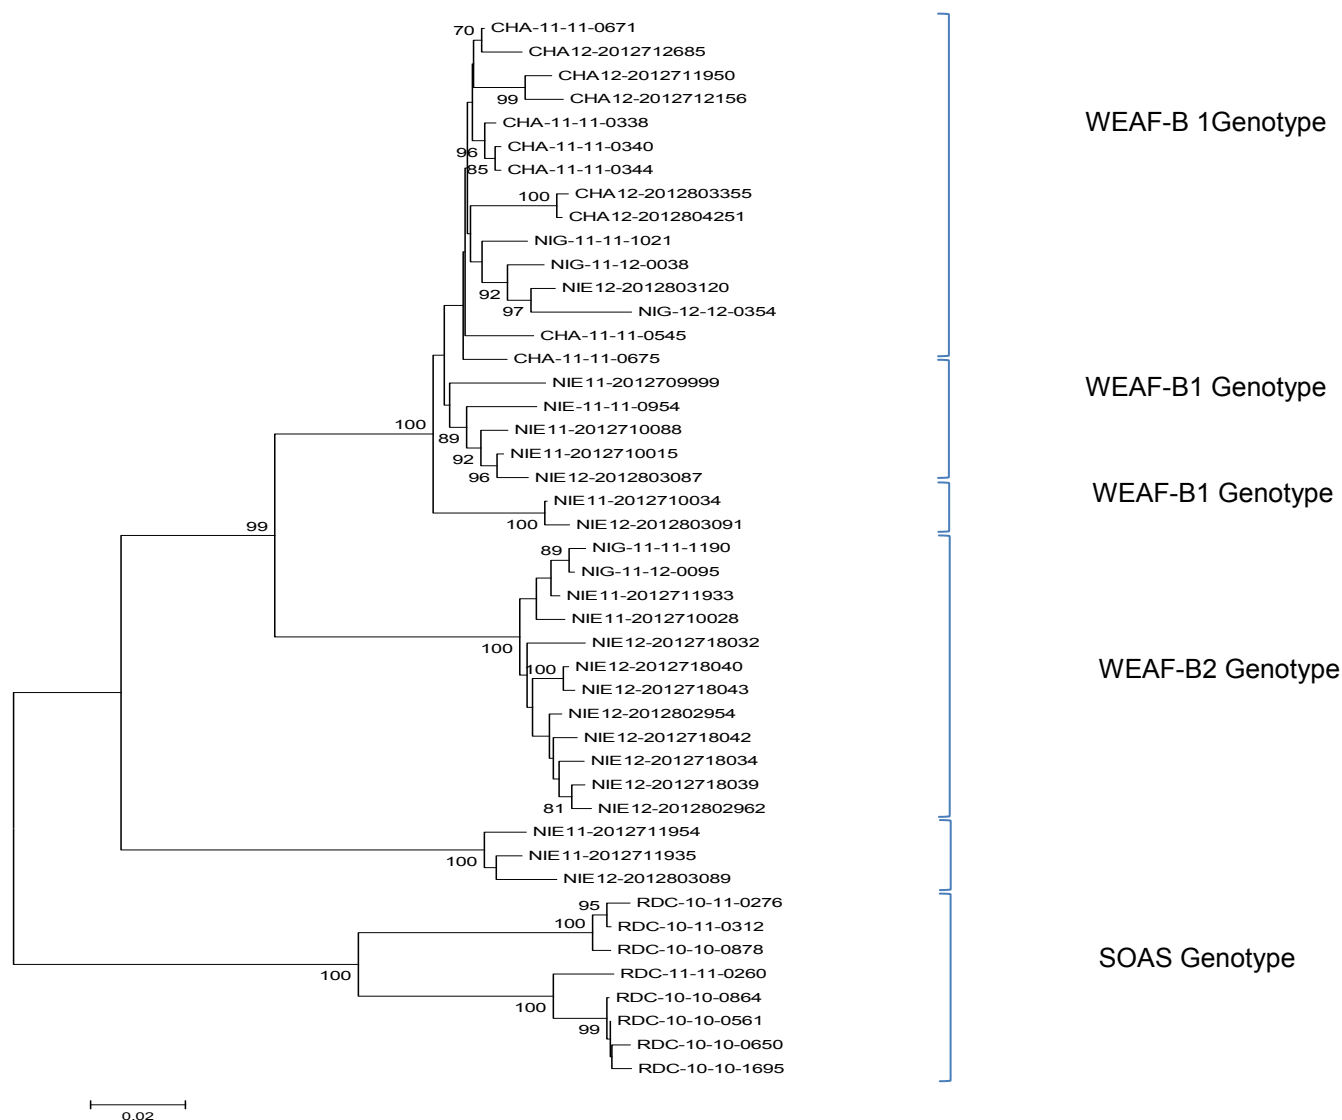 70
CHA-11-11-0671
CHA12-2012712685
CHA12-2012711950
99
CHA12-2012712156
WEAF-B 1Genotype
CHA-11-11-0338
96
CHA-11-11-0340
85
CHA-11-11-0344
100
CHA12-2012803355
CHA12-2012804251
NIG-11-11-1021
NIG-11-12-0038
92
NIE12-2012803120
97
NIG-12-12-0354
CHA-11-11-0545
CHA-11-11-0675
NIE11-2012709999
WEAF-B1 Genotype
NIE-11-11-0954
100
89
NIE11-2012710088
92
NIE11-2012710015
96
NIE12-2012803087
WEAF-B1 Genotype
NIE11-2012710034
99
100
NIE12-2012803091
89
NIG-11-11-1190
NIG-11-12-0095
NIE11-2012711933
NIE11-2012710028
100
NIE12-2012718032
100
NIE12-2012718040
WEAF-B2 Genotype
NIE12-2012718043
NIE12-2012802954
NIE12-2012718042
NIE12-2012718034
NIE12-2012718039
81
NIE12-2012802962
NIE11-2012711954
100
NIE11-2012711935
NIE12-2012803089
95
RDC-10-11-0276
100
RDC-10-11-0312
RDC-10-10-0878
SOAS Genotype
100
RDC-11-11-0260
100
RDC-10-10-0864
99
RDC-10-10-0561
RDC-10-10-0650
RDC-10-10-1695
0.02